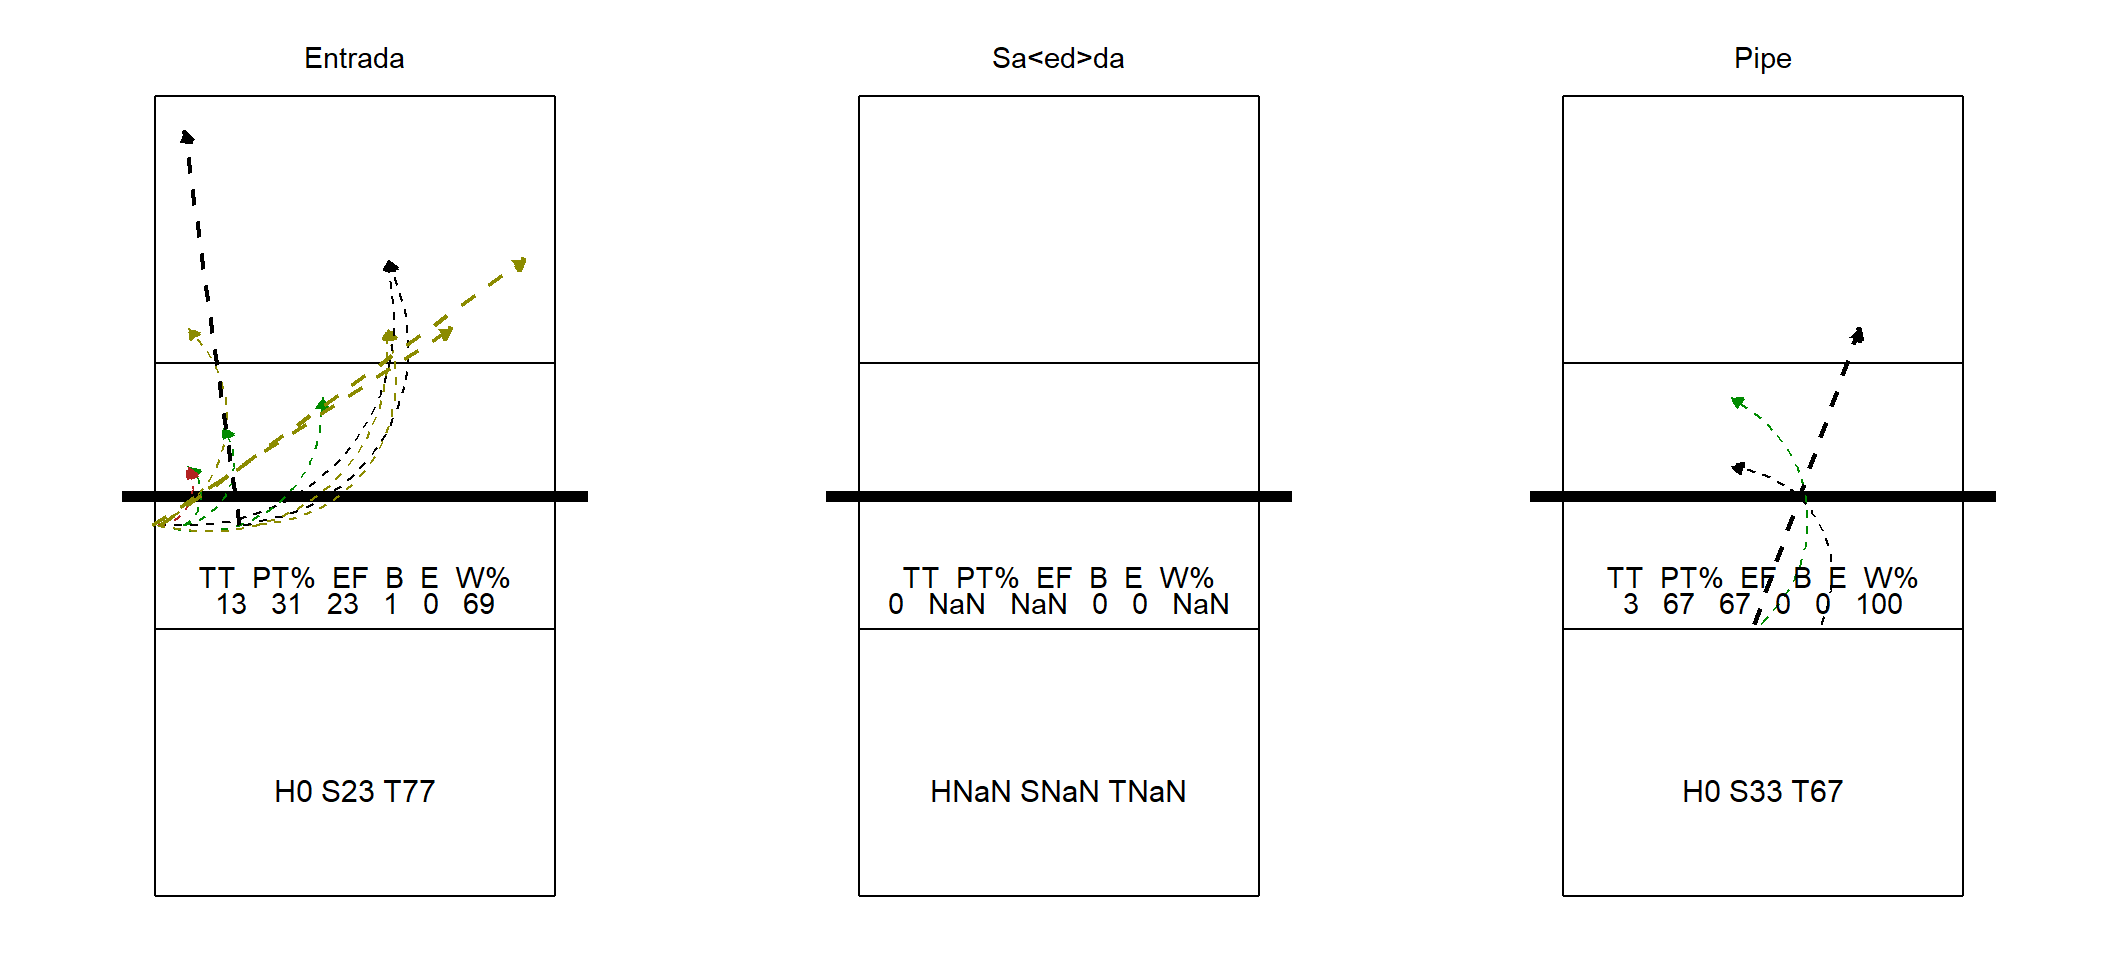 Entrada
TT PT% EF B E W%
13 31 23 1 0 69
H0 S23 T77
Sa<ed>da
TT PT% EF B E W%
0 NaN NaN 0 0 NaN
HNaN SNaN TNaN
Pipe
TT PT% EF B E W%
3 67 67 0 0 100
H0 S33 T67